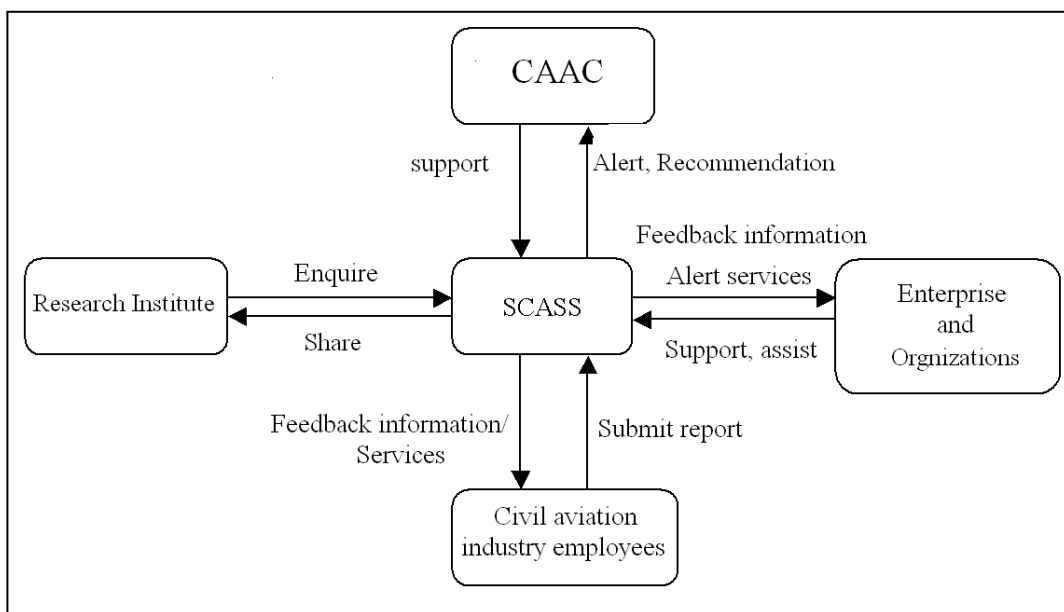 CAAC
support
Alert, Recommendation
Feedback information
Enquire
Alert services
Research Institute
SCASS
Enterprise
and
Orgnizations
Share
Support, assist
Feedback information/
Services
Submit report
Civil aviation
industry employees